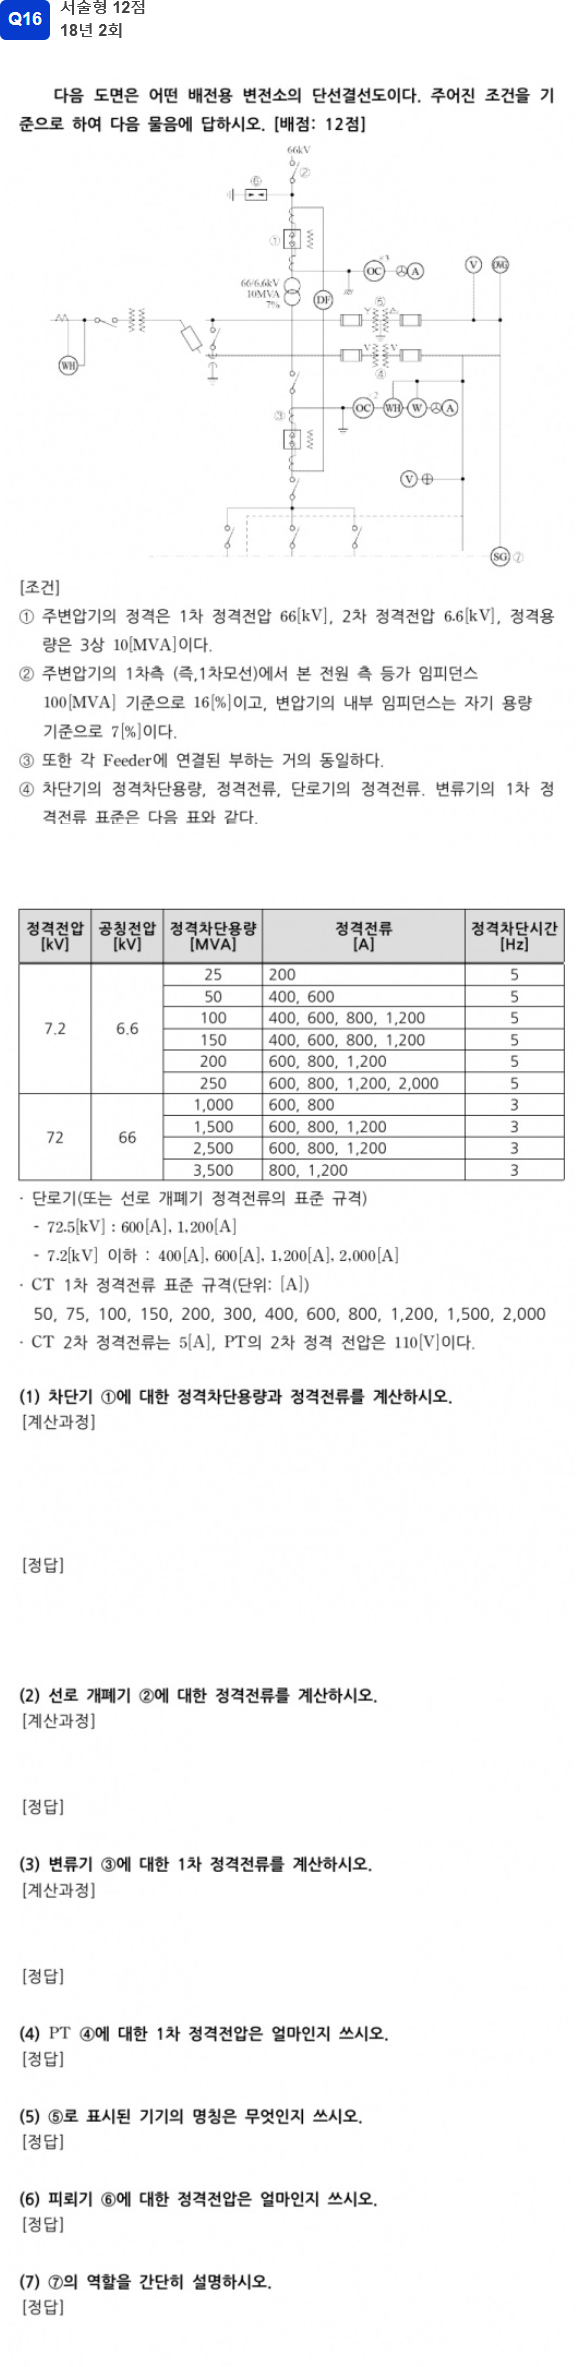 Q16
서술형 12점
18년 2회
다음 도면은 어떤 배전용 변전소의 단선결선도이다. 주어진 조건을 기
준으로 하여 다음 물음에 답하시오. [배점: 12점]
66kV
②
⑥
①
OC
A
V
66/6.6kV
10MVA
7%
DF
⑤
WH
④
③
OC
WH
W
A
V
SG
⑦
[조건]
① 주변압기의 정격은 1차 정격전압 66[kV], 2차 정격전압 6.6[kV], 정격용
량은 3상 10[MVA]이다.
② 주변압기의 1차측 (즉,1차모선)에서 본 전원 측 등가 임피던스
100[MVA] 기준으로 16[%]이고, 변압기의 내부 임피던스는 자기 용량
기준으로 7[%]이다.
③ 또한 각 Feeder에 연결된 부하는 거의 동일하다.
④ 차단기의 정격차단용량, 정격전류, 단로기의 정격전류. 변류기의 1차 정
격전류 표준은 다음 표와 같다.
정격전압 공칭전압 정격차단용량 정격전류 정격차단시간
[kV] [kV] [MVA] [A] [Hz]
7.2 6.6 25 200 5
50 400, 600 5
100 400, 600, 800, 1,200 5
150 400, 600, 800, 1,200 5
200 600, 800, 1,200 5
250 600, 800, 1,200, 2,000 5
72 66 1,000 600, 800 3
1,500 600, 800, 1,200 3
2,500 600, 800, 1,200 3
3,500 800, 1,200 3
· 단로기(또는 선로 개폐기 정격전류의 표준 규격)
- 72.5[kV] : 600[A], 1,200[A]
- 7.2[kV] 이하 : 400[A], 600[A], 1,200[A], 2,000[A]
· CT 1차 정격전류 표준 규격(단위: [A])
50, 75, 100, 150, 200, 300, 400, 600, 800, 1,200, 1,500, 2,000
· CT 2차 정격전류는 5[A], PT의 2차 정격 전압은 110[V]이다.
(1) 차단기 ①에 대한 정격차단용량과 정격전류를 계산하시오.
[계산과정]
[정답]
(2) 선로 개폐기 ②에 대한 정격전류를 계산하시오.
[계산과정]
[정답]
(3) 변류기 ③에 대한 1차 정격전류를 계산하시오.
[계산과정]
[정답]
(4) PT ④에 대한 1차 정격전압은 얼마인지 쓰시오.
[정답]
(5) ⑤로 표시된 기기의 명칭은 무엇인지 쓰시오.
[정답]
(6) 피뢰기 ⑥에 대한 정격전압은 얼마인지 쓰시오.
[정답]
(7) ⑦의 역할을 간단히 설명하시오.
[정답]